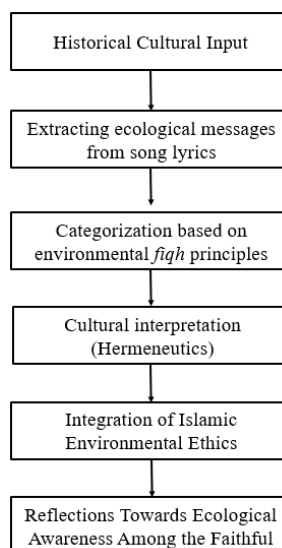 Historical Cultural Input
Extracting ecological messages
from song lyrics
Categorization based on
environmental fiqh principles
Cultural interpretation
(Hermeneutics)
Integration of Islamic
Environmental Ethics
Reflections Towards Ecological
Awareness Among the Faithful